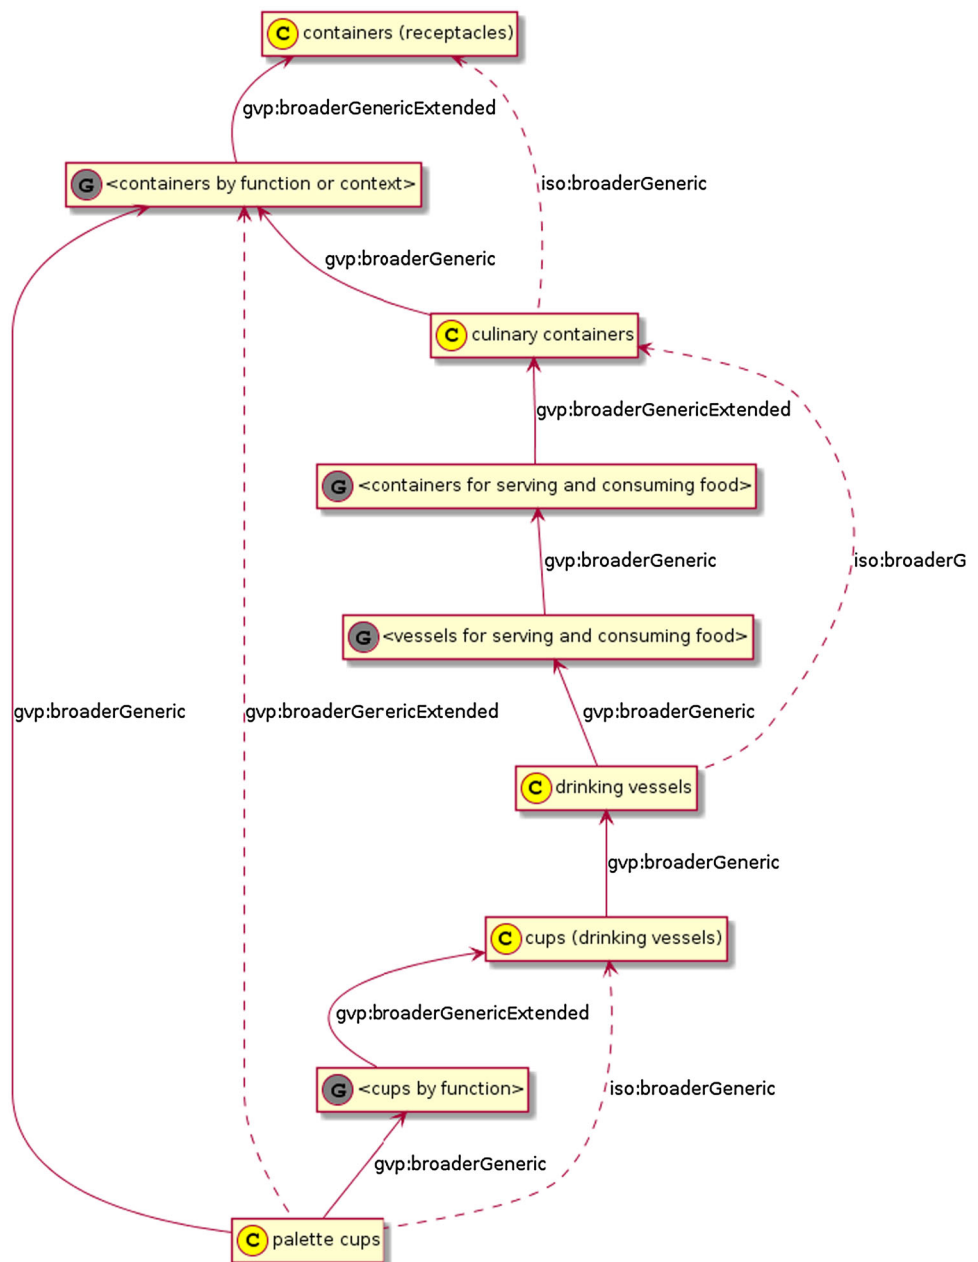 C containers (receptacles)
gvp:broaderGenericExtended
iso:broaderGeneric
G <containers by function or context>
gvp:broaderGeneric
C culinary containers
gvp:broaderGenericExtended
G <containers for serving and consuming food>
gvp:broaderGeneric
iso:broaderG
G <vessels for serving and consuming food>
gvp:broaderGeneric
gvp:broaderGenericExtended
gvp:broaderGeneric
C drinking vessels
gvp:broaderGeneric
C cups (drinking vessels)
gvp:broaderGenericExtended
G <cups by function>
iso:broaderGeneric
gvp:broaderGeneric
C palette cups